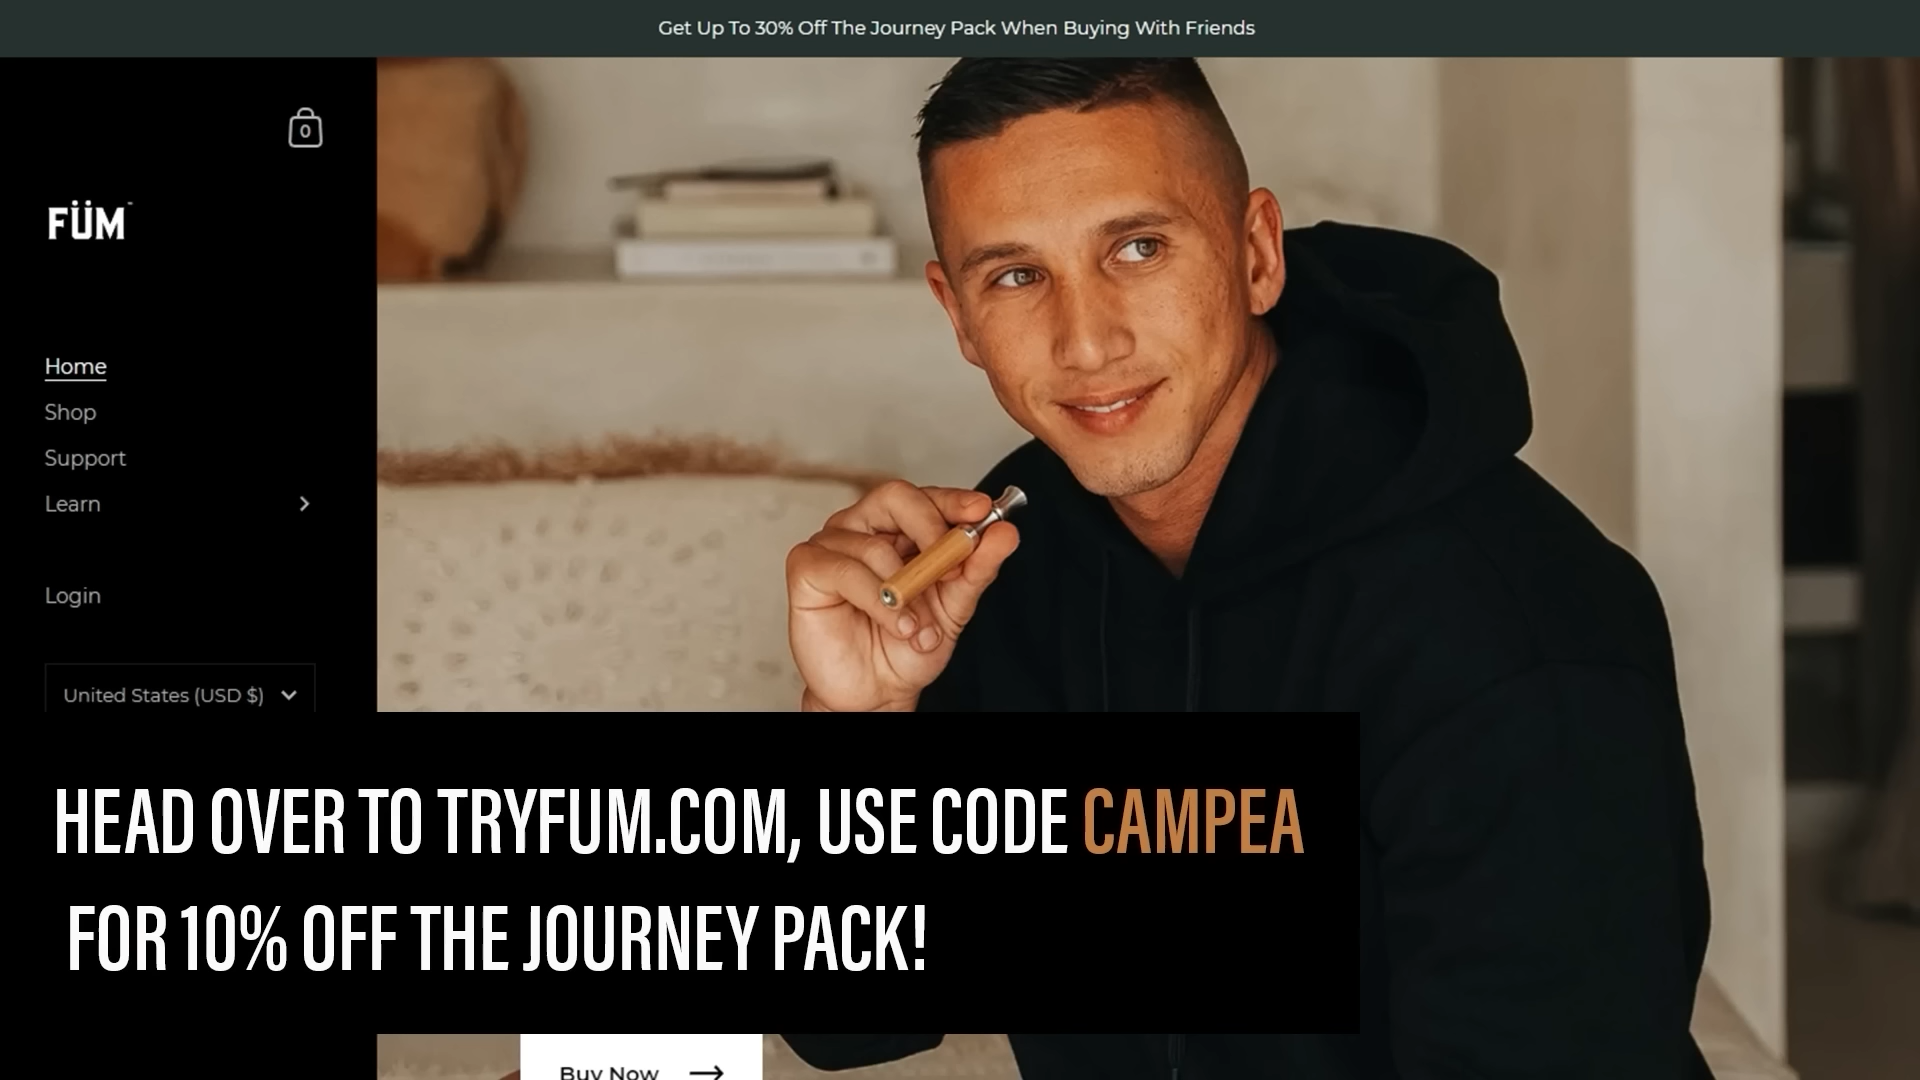 Get Up To 30% Off The Journey Pack When Buying With Friends
0
FÜM
Home
Shop
Support
Learn
Login
United States (USD $)
HEAD OVER TO TRYFUM.COM, USE CODE CAMPEA
FOR 10% OFF THE JOURNEY PACK!
Buy Now